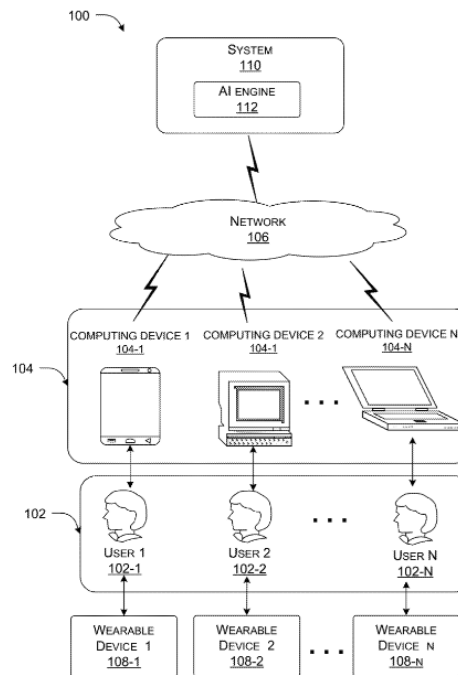 100
SYSTEM
110
AI ENGINE
112
NETWORK
106
COMPUTING DEVICE 1 COMPUTING DEVICE 2 COMPUTING DEVICE N
104-1 104-1 104-N
104
102
USER 1 USER 2 USER N
102-1 102-2 102-N
WEARABLE WEARABLE WEARABLE
DEVICE 1 DEVICE 2 DEVICE N
108-1 108-2 108-N